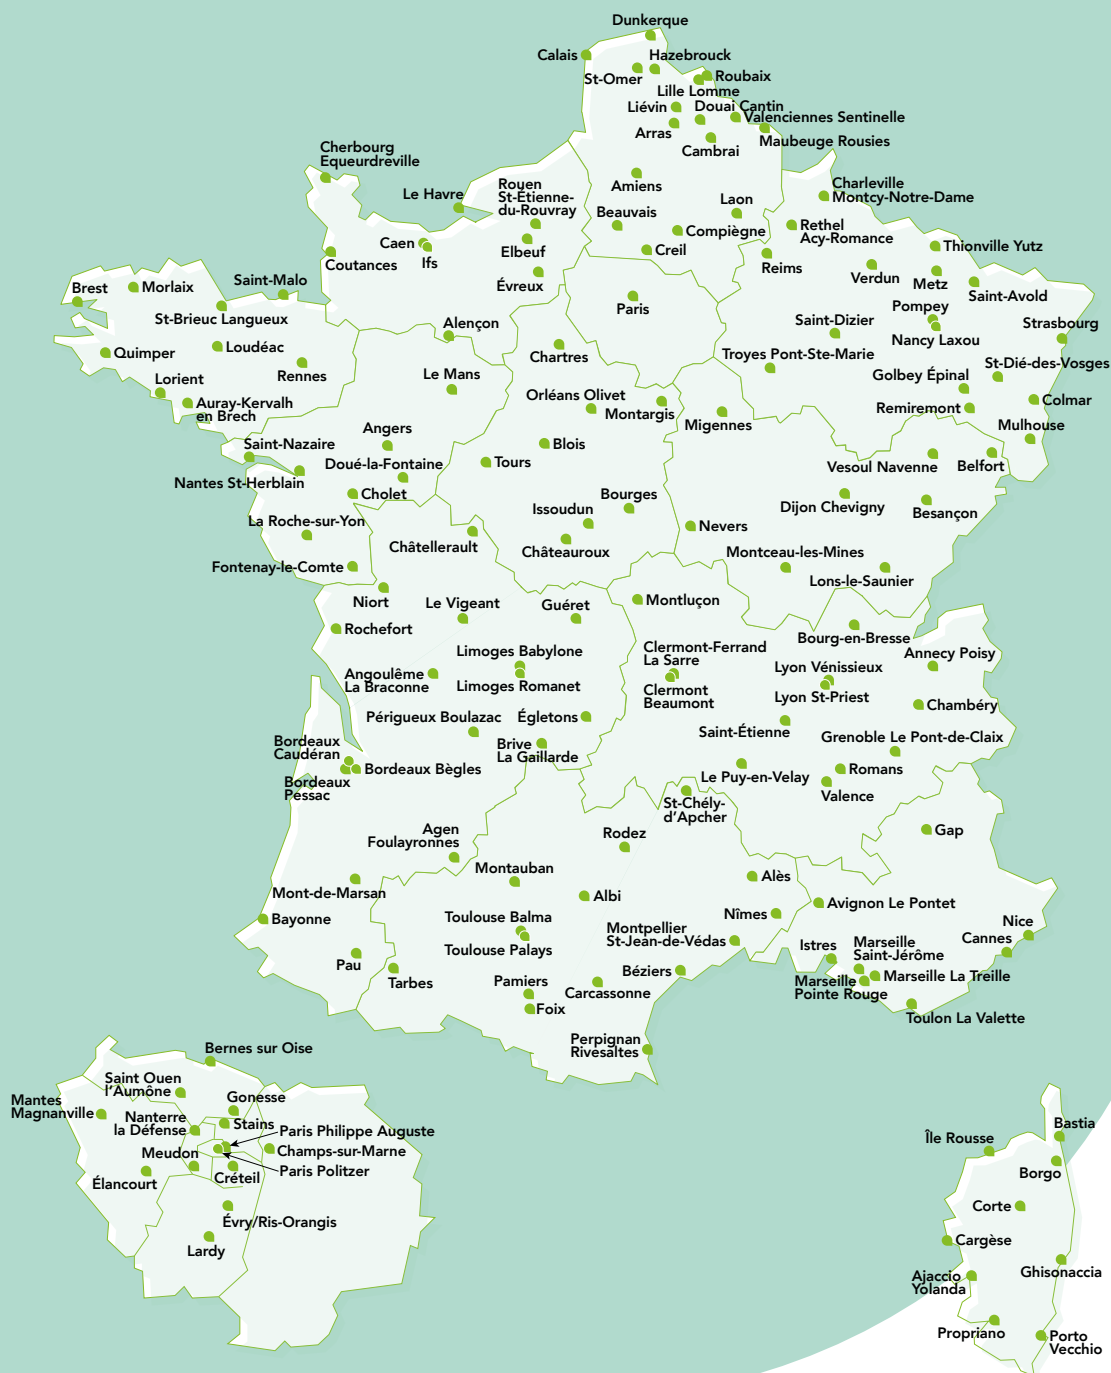 Dunkerque
Calais
Hazebrouck
St-Omer
Roubaix
Lille Lomme
Liévin
Douai Cantin
Valenciennes Sentinelle
Arras
Maubeuge Rousies
Cambrai
Cherbourg
Equeurdreville
Amiens
Charleville
Montcy-Notre-Dame
Le Havre
Rouen
St-Étienne-
du-Rouvray
Laon
Beauvais
Rethel
Acy-Romance
Compiègne
Caen
Ifs
Elbeuf
Creil
Thionville Yutz
Coutances
Reims
Verdun
Metz
Saint-Malo
Évreux
Brest
Morlaix
Saint-Avold
Paris
Pompey
St-Brieuc Langueux
Saint-Dizier
Alençon
Strasbourg
Nancy Laxou
Quimper
Loudéac
Chartres
Troyes Pont-Ste-Marie
St-Dié-des-Vosges
Rennes
Le Mans
Golbey Épinal
Lorient
Orléans Olivet
Auray-Kervalh
en Brech
Montargis
Remiremont
Colmar
Migennes
Mulhouse
Angers
Saint-Nazaire
Blois
Doué-la-Fontaine
Tours
Vesoul Navenne
Belfort
Nantes St-Herblain
Cholet
Bourges
Issoudun
Dijon Chevigny
Besançon
La Roche-sur-Yon
Nevers
Châtellerault
Châteauroux
Montceau-les-Mines
Fontenay-le-Comte
Lons-le-Saunier
Niort
Le Vigeant
Guéret
Montluçon
Rochefort
Bourg-en-Bresse
Clermont-Ferrand
La Sarre
Limoges Babylone
Annecy Poisy
Lyon Vénissieux
Angoulême
La Braconne
Limoges Romanet
Clermont
Beaumont
Lyon St-Priest
Chambéry
Périgueux Boulazac
Égletons
Saint-Étienne
Grenoble Le Pont-de-Claix
Bordeaux
Caudéran
Brive
La Gaillarde
Bordeaux Bègles
Romans
Le Puy-en-Velay
Bordeaux
Pessac
Valence
St-Chély-
d’Apcher
Agen
Foulayronnes
Rodez
Gap
Montauban
Alès
Mont-de-Marsan
Albi
Avignon Le Pontet
Bayonne
Toulouse Balma
Nîmes
Nice
Montpellier
St-Jean-de-Védas
Cannes
Toulouse Palays
Istres
Marseille
Saint-Jérôme
Pau
Béziers
Marseille La Treille
Tarbes
Pamiers
Carcassonne
Marseille
Pointe Rouge
Foix
Toulon La Valette
Perpignan
Rivesaltes
Bernes sur Oise
Saint Ouen
l’Aumône
Mantes
Magnanville
Gonesse
Nanterre
la Défense
Stains
Paris Philippe Auguste
Meudon
Champs-sur-Marne
Paris Politzer
Élancourt
Créteil
Évry/Ris-Orangis
Lardy
Bastia
Île Rousse
Borgo
Corte
Cargèse
Ajaccio
Yolanda
Ghisonaccia
Propriano
Porto
Vecchio